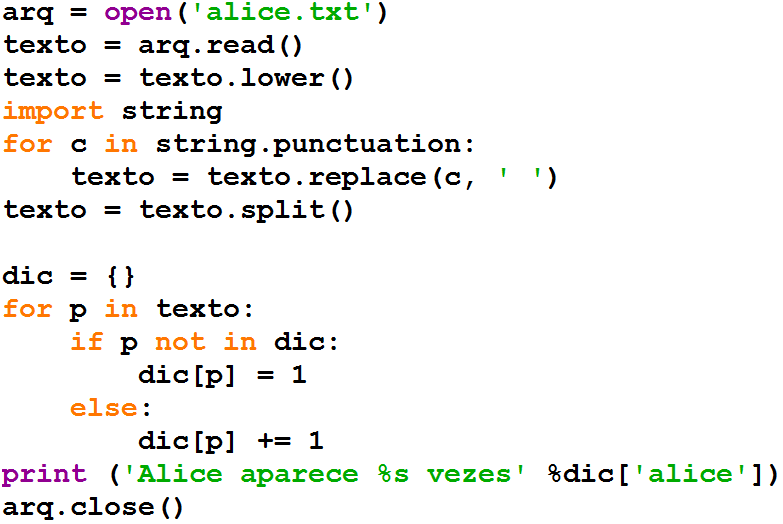 arq = open('alice.txt')
texto = arq.read()
texto = texto.lower()
import string
for c in string.punctuation:
    texto = texto.replace(c, ' ')
texto = texto.split()

dic = {}
for p in texto:
    if p not in dic:
        dic[p] = 1
    else:
        dic[p] += 1
print ('Alice aparece %s vezes' %dic['alice'])
arq.close()